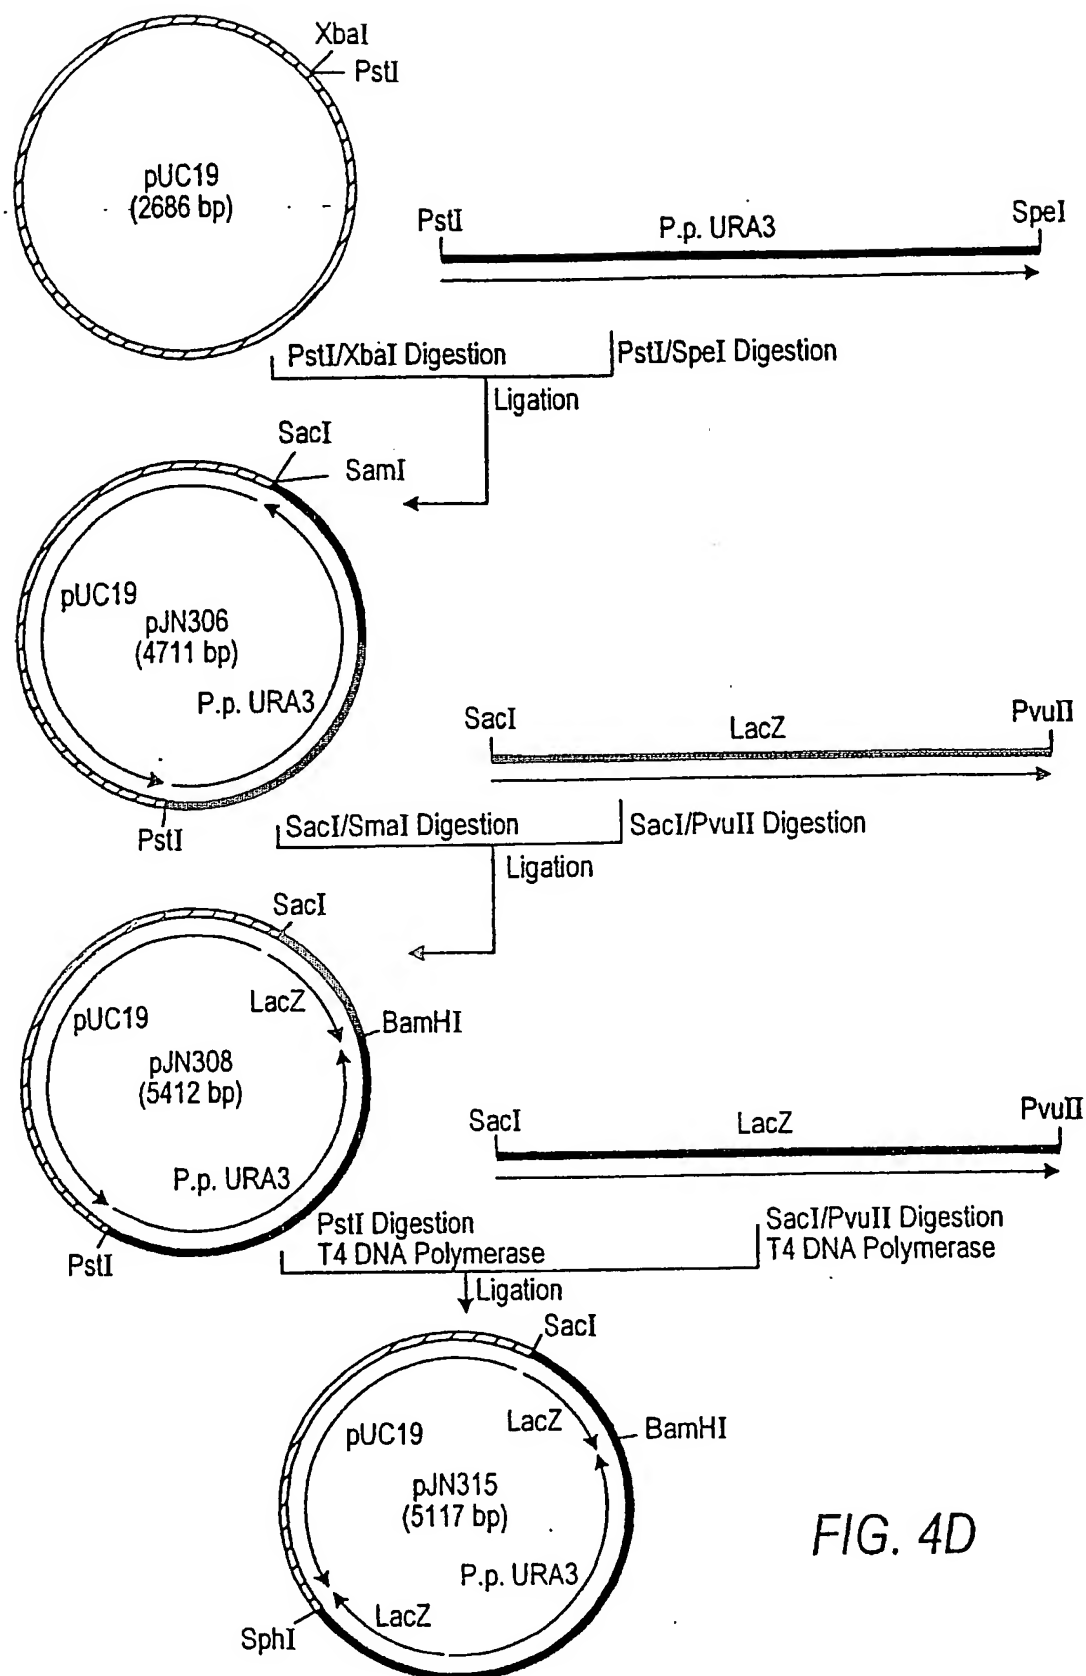 XbaI
PstI
pUC19
(2686 bp)
PstI
P.p. URA3
SpeI
PstI/XbaI Digestion
PstI/SpeI Digestion
Ligation
SacI
SamI
pUC19
pJN306
(4711 bp)
P.p. URA3
PstI
SacI
LacZ
PvuII
SacI/SmaI Digestion
SacI/PvuII Digestion
Ligation
SacI
LacZ
pUC19
BamHI
pJN308
(5412 bp)
P.p. URA3
PstI
SacI
LacZ
PvuII
PstI Digestion
T4 DNA Polymerase
SacI/PvuII Digestion
T4 DNA Polymerase
Ligation
SacI
LacZ
pUC19
BamHI
pJN315
(5117 bp)
P.p. URA3
LacZ
SphI
FIG. 4D